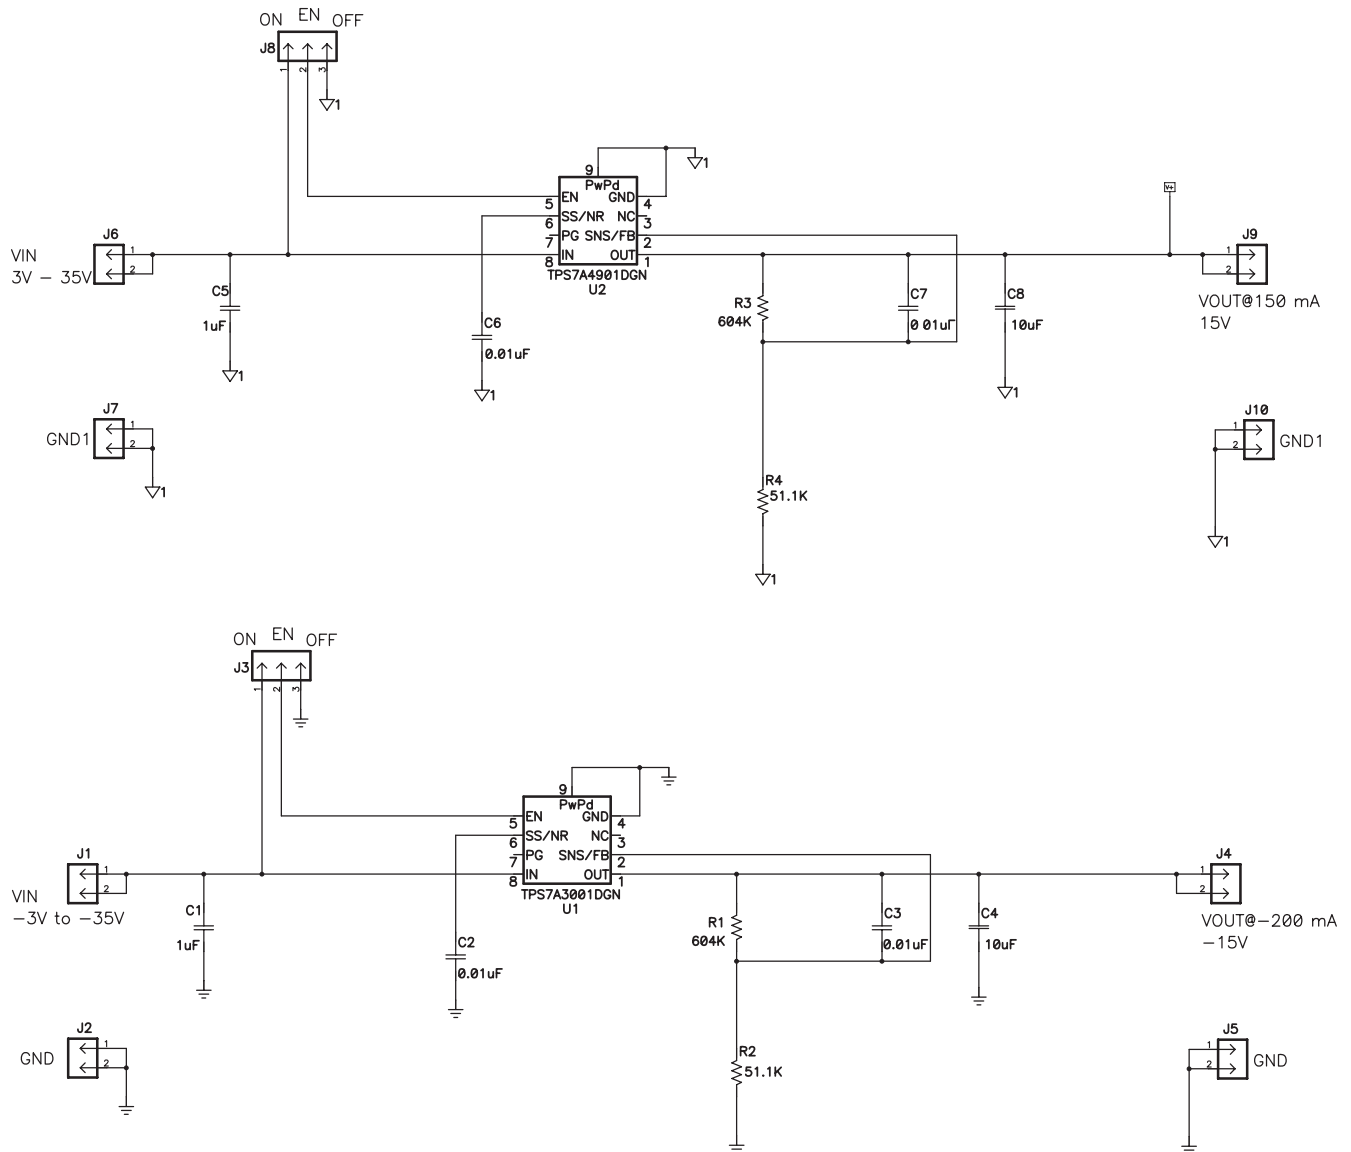 ON EN OFF
J8
1 2 3
1
9
1
PwPd
EN GND
5 4
SS/NR NC
6 3
PG SNS/FB
7 2
IN OUT
8 1
TPS7A4901DGN
U2
V+
J6
1
2
VIN
3V – 35V
C5
1uF
1
C6
0.01uF
1
R3
604K
C7
0 01uF
C8
10uF
1
J9
1
2
VOUT@150 mA
15V
J7
1
2
GND1
1
R4
51.1K
1
J10
1
2
GND1
1
ON EN OFF
J3
1 2 3
9
PwPd
EN GND
5 4
SS/NR NC
6 3
PG SNS/FB
7 2
IN OUT
8 1
TPS7A3001DGN
U1
J1
1
2
VIN
–3V to –35V
C1
1uF
C2
0.01uF
R1
604K
C3
0.01uF
C4
10uF
J4
1
2
VOUT@–200 mA
–15V
J2
1
2
GND
R2
51.1K
J5
1
2
GND